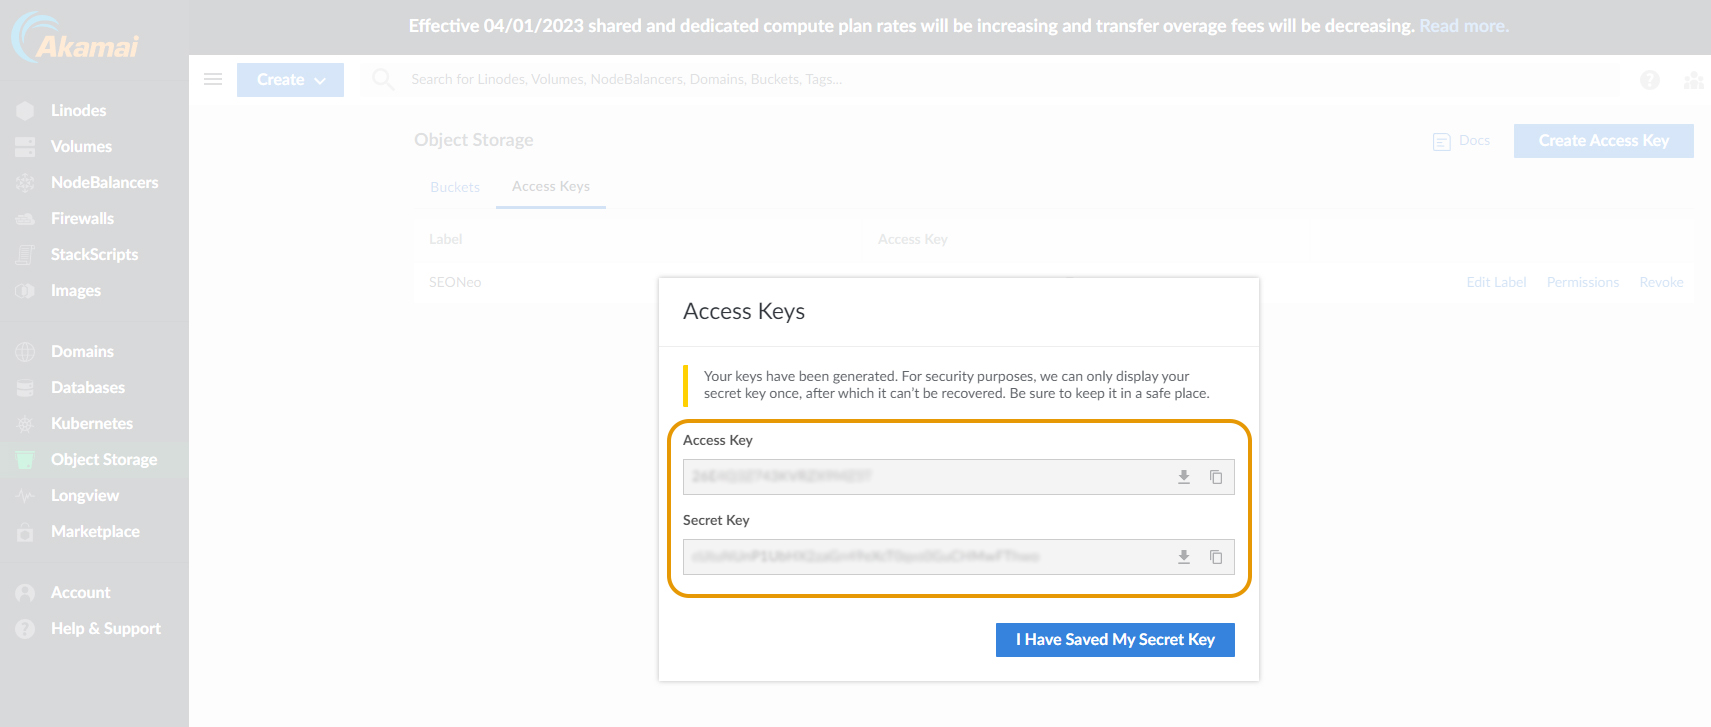 Akamai
Effective 04/01/2023 shared and dedicated compute plan rates will be increasing and transfer overage fees will be decreasing. Read more.
Create
Search for Linodes, Volumes, NodeBalancers, Domains, Buckets, Tags...
Linodes
Volumes
NodeBalancers
Firewalls
StackScripts
Images
Domains
Databases
Kubernetes
Object Storage
Longview
Marketplace
Account
Help & Support
Object Storage
Docs
Create Access Key
Buckets
Access Keys
Label
Access Key
SEONeo
Edit Label
Permissions
Revoke
Access Keys
Your keys have been generated. For security purposes, we can only display your
secret key once, after which it can't be recovered. Be sure to keep it in a safe place.
Access Key
Secret Key
I Have Saved My Secret Key